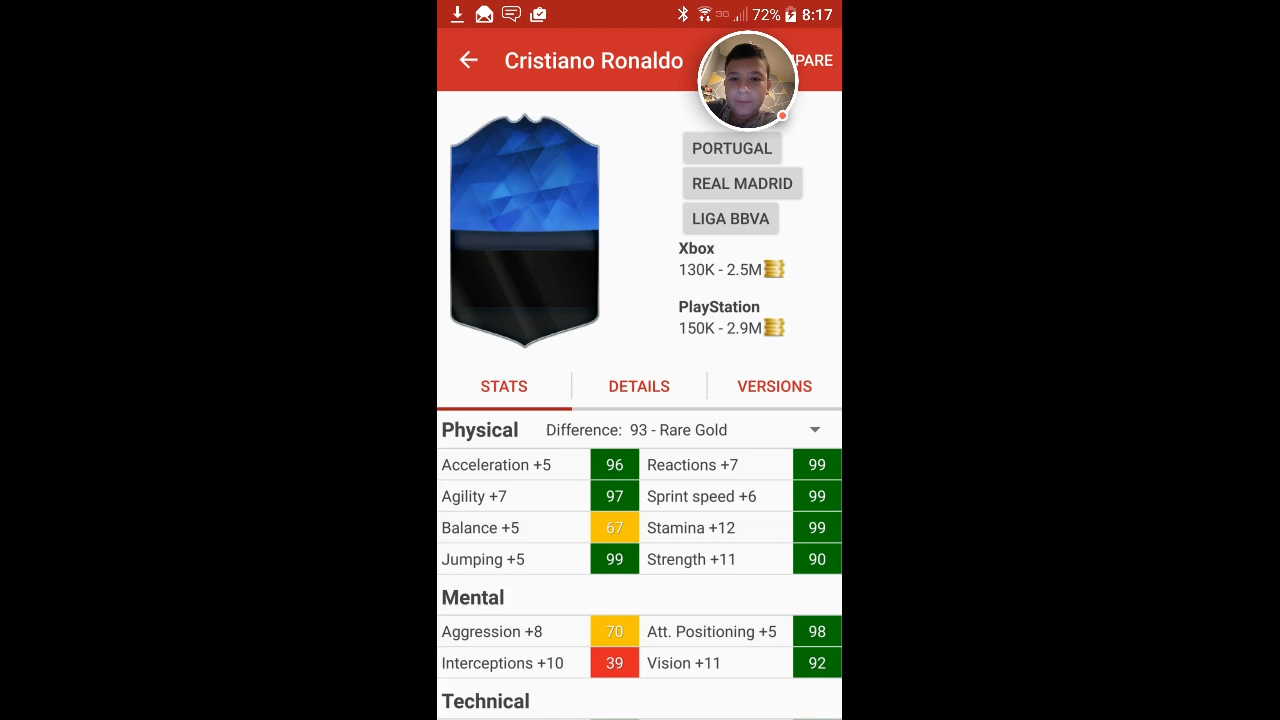 3G 72% 8:17
Cristiano Ronaldo PARE
PORTUGAL
REAL MADRID
LIGA BBVA
Xbox
130K - 2.5M
PlayStation
150K - 2.9M
STATS DETAILS VERSIONS
Physical Difference: 93 - Rare Gold
Acceleration +5 96 Reactions +7 99
Agility +7 97 Sprint speed +6 99
Balance +5 67 Stamina +12 99
Jumping +5 99 Strength +11 90
Mental
Aggression +8 70 Att. Positioning +5 98
Interceptions +10 39 Vision +11 92
Technical